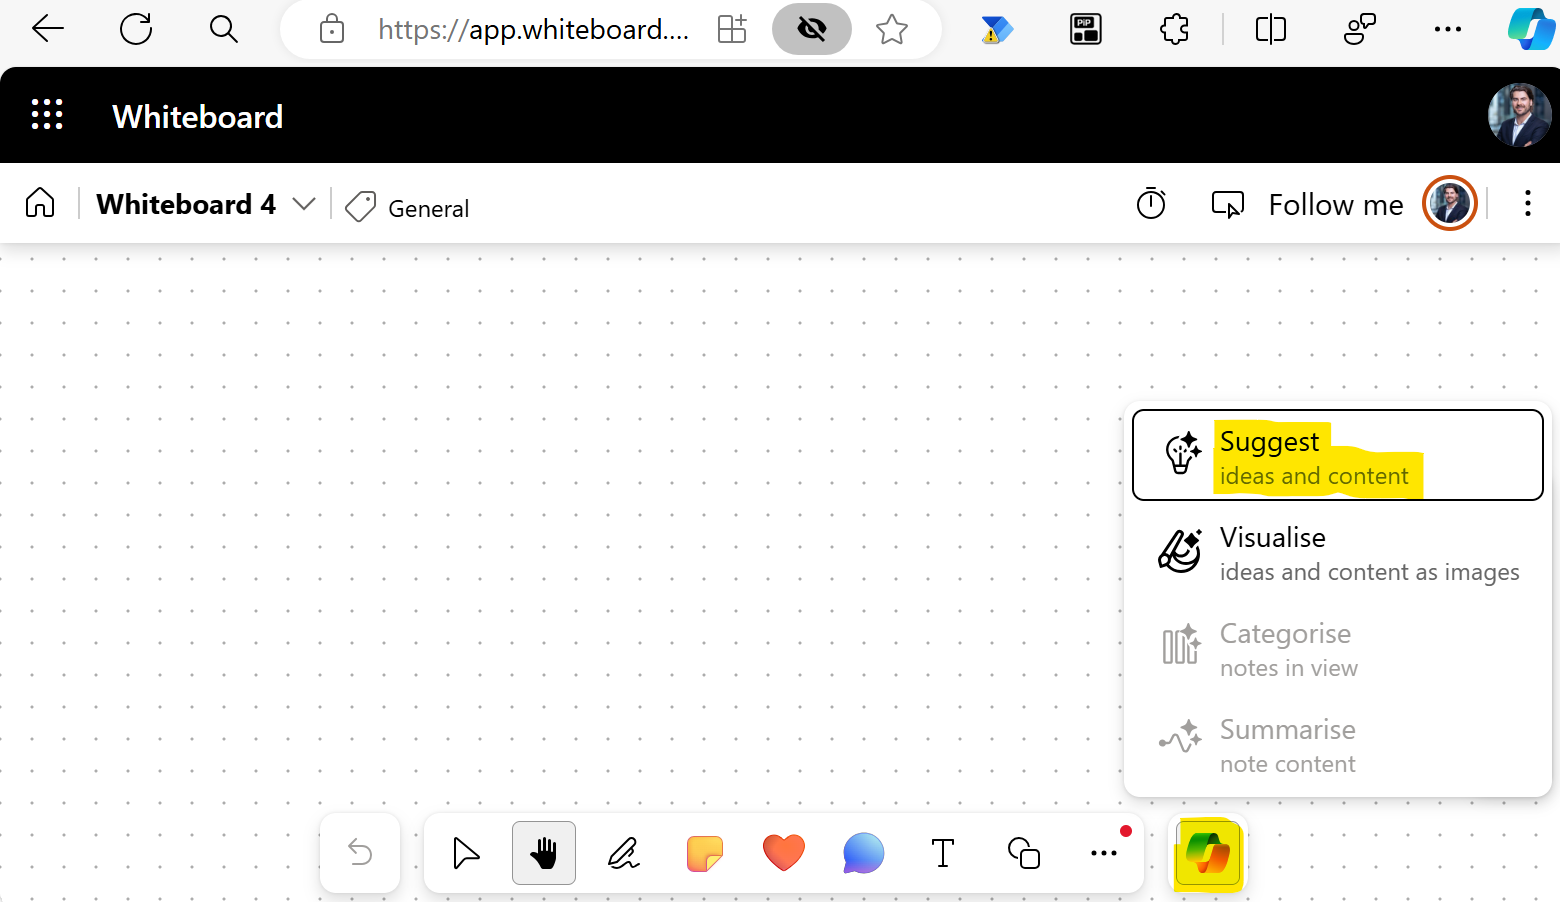 https://app.whiteboard....
PiP
Whiteboard
Whiteboard 4
General
Follow me
Suggest
ideas and content
Visualise
ideas and content as images
Categorise
notes in view
Summarise
note content
T